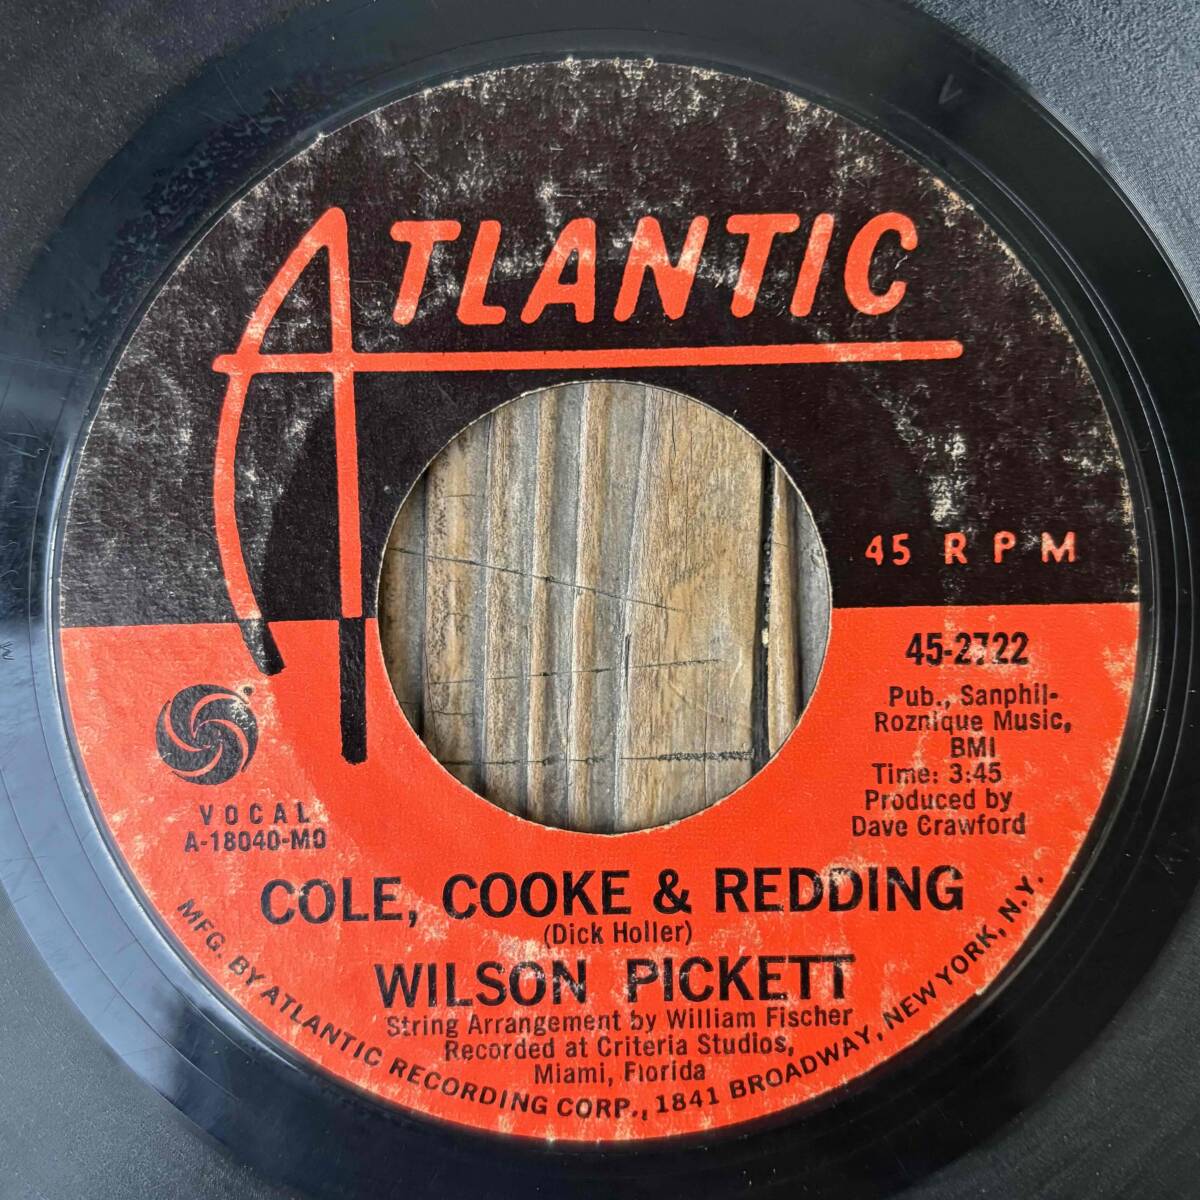 ATLANTIC
45 RPM
45-2722
Pub., Sanphil-
Roznique Music,
BMI
Time: 3:45
Produced by
Dave Crawford
VOCAL
A-18040-MO
COLE, COOKE & REDDING
(Dick Holler)
WILSON PICKETT
String Arrangement by William Fischer
Recorded at Criteria Studios,
Miami, Florida
MFG. BY ATLANTIC RECORDING CORP., 1841 BROADWAY, NEW YORK, N.Y.